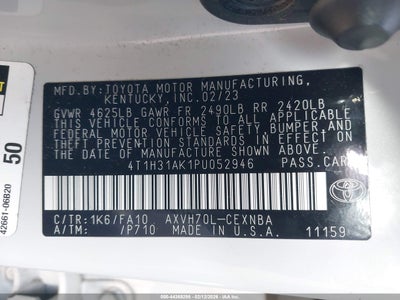 MFD.BY:TOYOTA MOTOR MANUFACTURING,
KENTUCKY,INC.02/23
GVWR 4625LB GAWR FR 2490LB RR 2420LB
THIS VEHICLE CONFORMS TO ALL APPLICABLE
FEDERAL MOTOR VEHICLE SAFETY, BUMPER, AND
THEFT PREVENTION STANDARDS IN EFFECT ON
THE DATE OF MANUFACTURE SHOWN ABOVE.
4T1H31AK1PU052946 PASS.CAR
C/TR:1K6/FA10 AXVH70L-CEXNBA
A/TM: /P710 MADE IN U.S.A. 11159
TOYOTA
50
42661-06B20